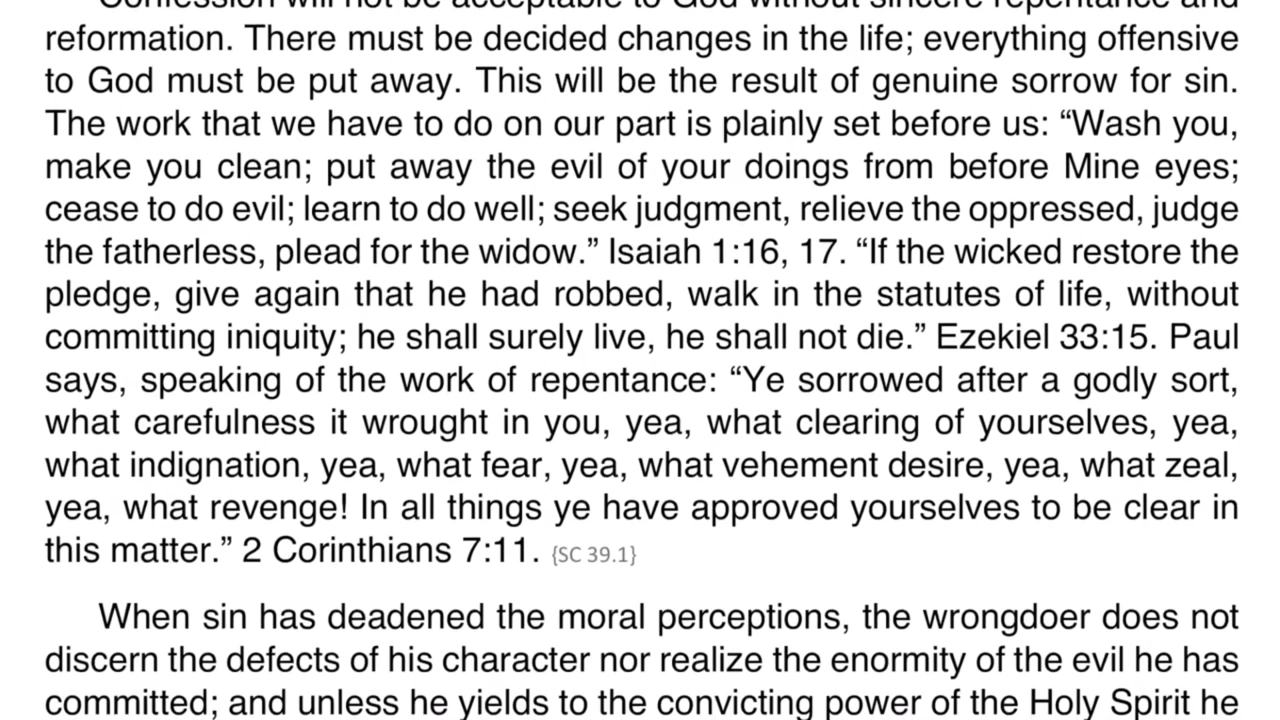 Confession will not be acceptable to God without sincere repentance and
reformation. There must be decided changes in the life; everything offensive
to God must be put away. This will be the result of genuine sorrow for sin.
The work that we have to do on our part is plainly set before us: “Wash you,
make you clean; put away the evil of your doings from before Mine eyes;
cease to do evil; learn to do well; seek judgment, relieve the oppressed, judge
the fatherless, plead for the widow.” Isaiah 1:16, 17. “If the wicked restore the
pledge, give again that he had robbed, walk in the statutes of life, without
committing iniquity; he shall surely live, he shall not die.” Ezekiel 33:15. Paul
says, speaking of the work of repentance: “Ye sorrowed after a godly sort,
what carefulness it wrought in you, yea, what clearing of yourselves, yea,
what indignation, yea, what fear, yea, what vehement desire, yea, what zeal,
yea, what revenge! In all things ye have approved yourselves to be clear in
this matter.” 2 Corinthians 7:11. {SC 39.1}
When sin has deadened the moral perceptions, the wrongdoer does not
discern the defects of his character nor realize the enormity of the evil he has
committed; and unless he yields to the convicting power of the Holy Spirit he